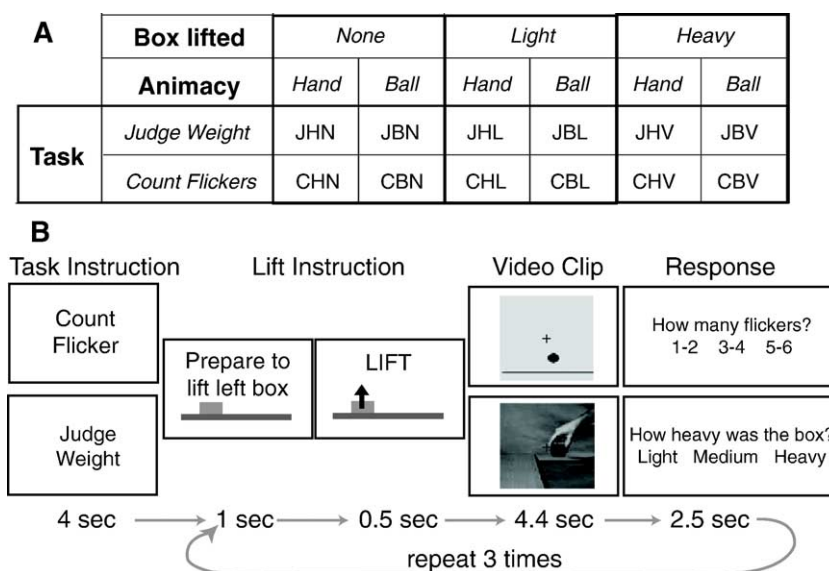 A
Box lifted None Light Heavy
Animacy Hand Ball Hand Ball Hand Ball
Task
Judge Weight JHN JBN JHL JBL JHV JBV
Count Flickers CHN CBN CHL CBL CHV CBV
B
Task Instruction Lift Instruction Video Clip Response
Count
Flicker
Prepare to
lift left box
LIFT
How many flickers?
1-2 3-4 5-6
Judge
Weight
How heavy was the box?
Light Medium Heavy
4 sec 1 sec 0.5 sec 4.4 sec 2.5 sec
repeat 3 times